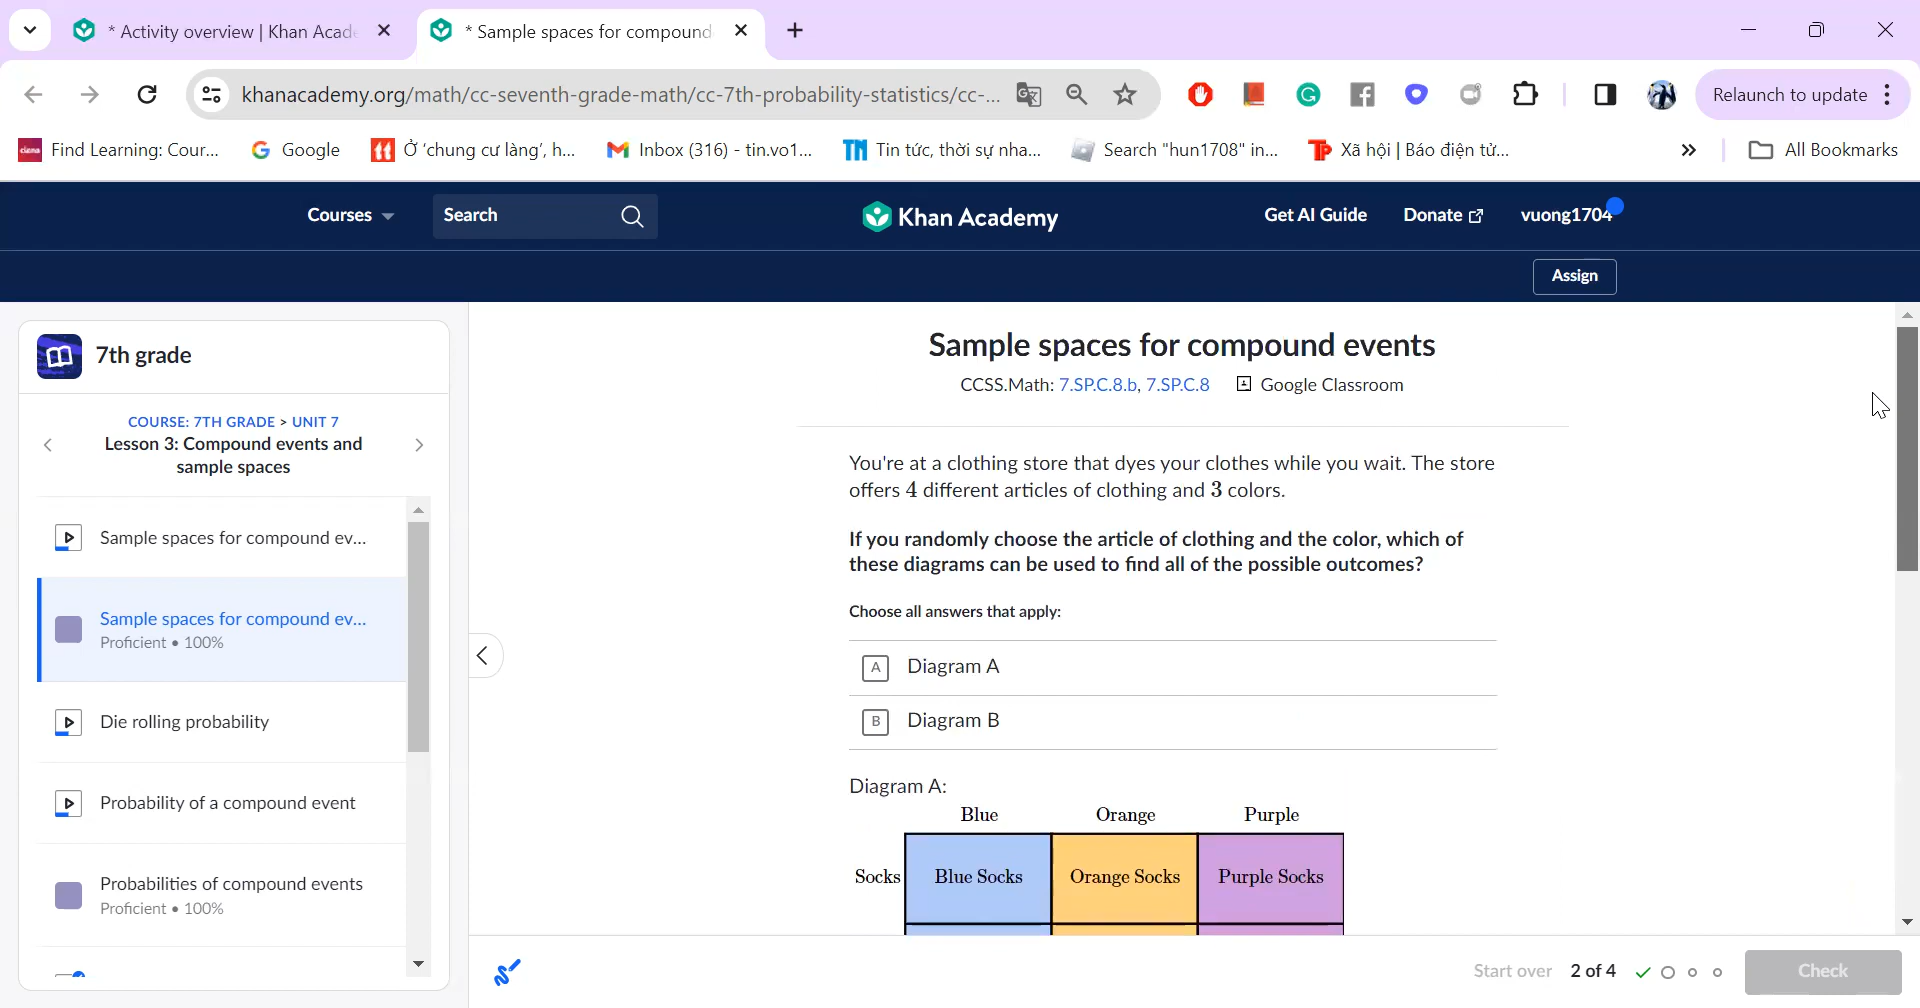 * Activity overview | Khan Acad
* Sample spaces for compound
khanacademy.org/math/cc-seventh-grade-math/cc-7th-probability-statistics/cc-...
Relaunch to update
Find Learning: Cour...
Google
Ở 'chung cư làng', h...
Inbox (316) - tin.vo1...
Tin tức, thời sự nha...
Search "hun1708" in...
Xã hội | Báo điện tử...
All Bookmarks
Courses
Search
Khan Academy
Get AI Guide
Donate
vuong1704
Assign
7th grade
COURSE: 7TH GRADE > UNIT 7
Lesson 3: Compound events and
sample spaces
Sample spaces for compound ev...
Sample spaces for compound ev...
Proficient • 100%
Die rolling probability
Probability of a compound event
Probabilities of compound events
Proficient • 100%
Sample spaces for compound events
CCSS.Math: 7.SP.C.8.b, 7.SP.C.8 Google Classroom
You're at a clothing store that dyes your clothes while you wait. The store
offers 4 different articles of clothing and 3 colors.
If you randomly choose the article of clothing and the color, which of
these diagrams can be used to find all of the possible outcomes?
Choose all answers that apply:
A Diagram A
B Diagram B
Diagram A:
Blue Orange Purple
Socks Blue Socks Orange Socks Purple Socks
Start over 2 of 4 Check